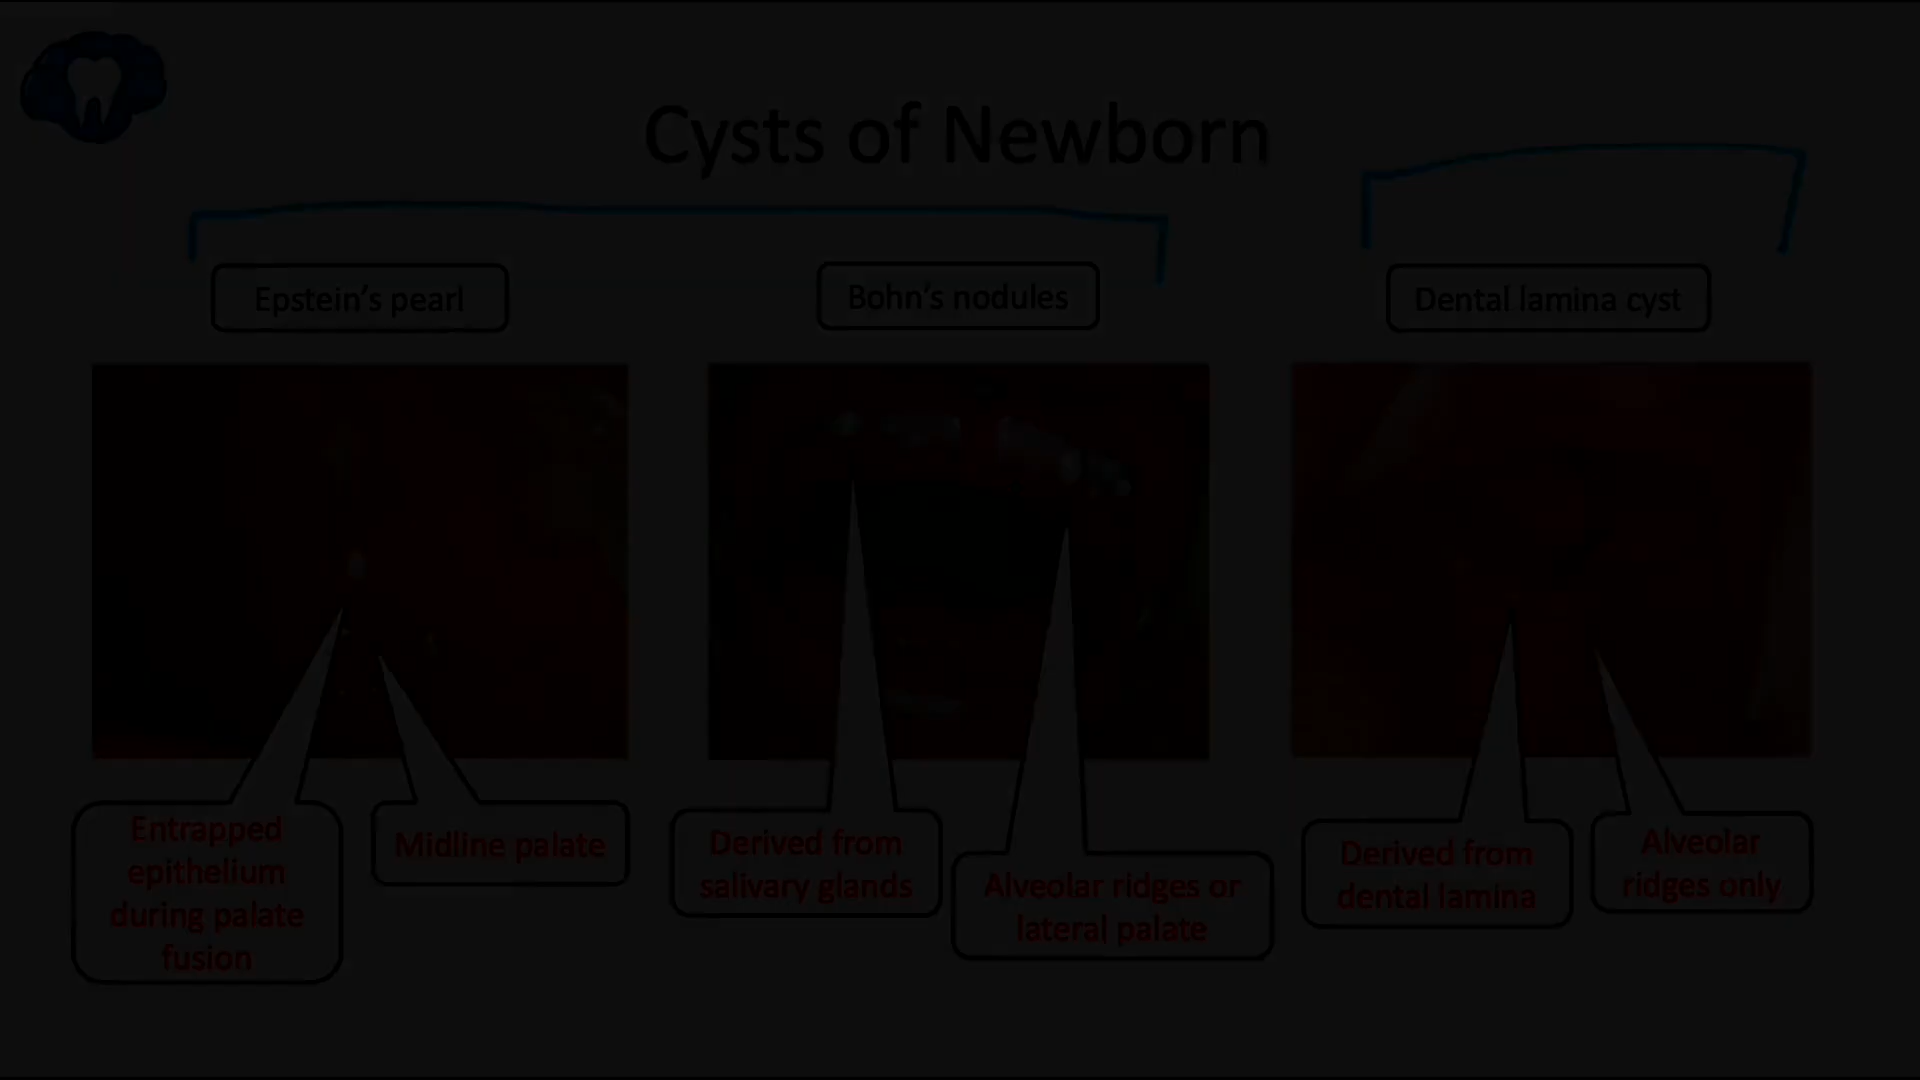 Cysts of Newborn
Epstein's pearl
Bohn's nodules
Dental lamina cyst
Entrapped
epithelium
during palate
fusion
Midline palate
Derived from
salivary glands
Alveolar ridges or
lateral palate
Derived from
dental lamina
Alveolar
ridges only